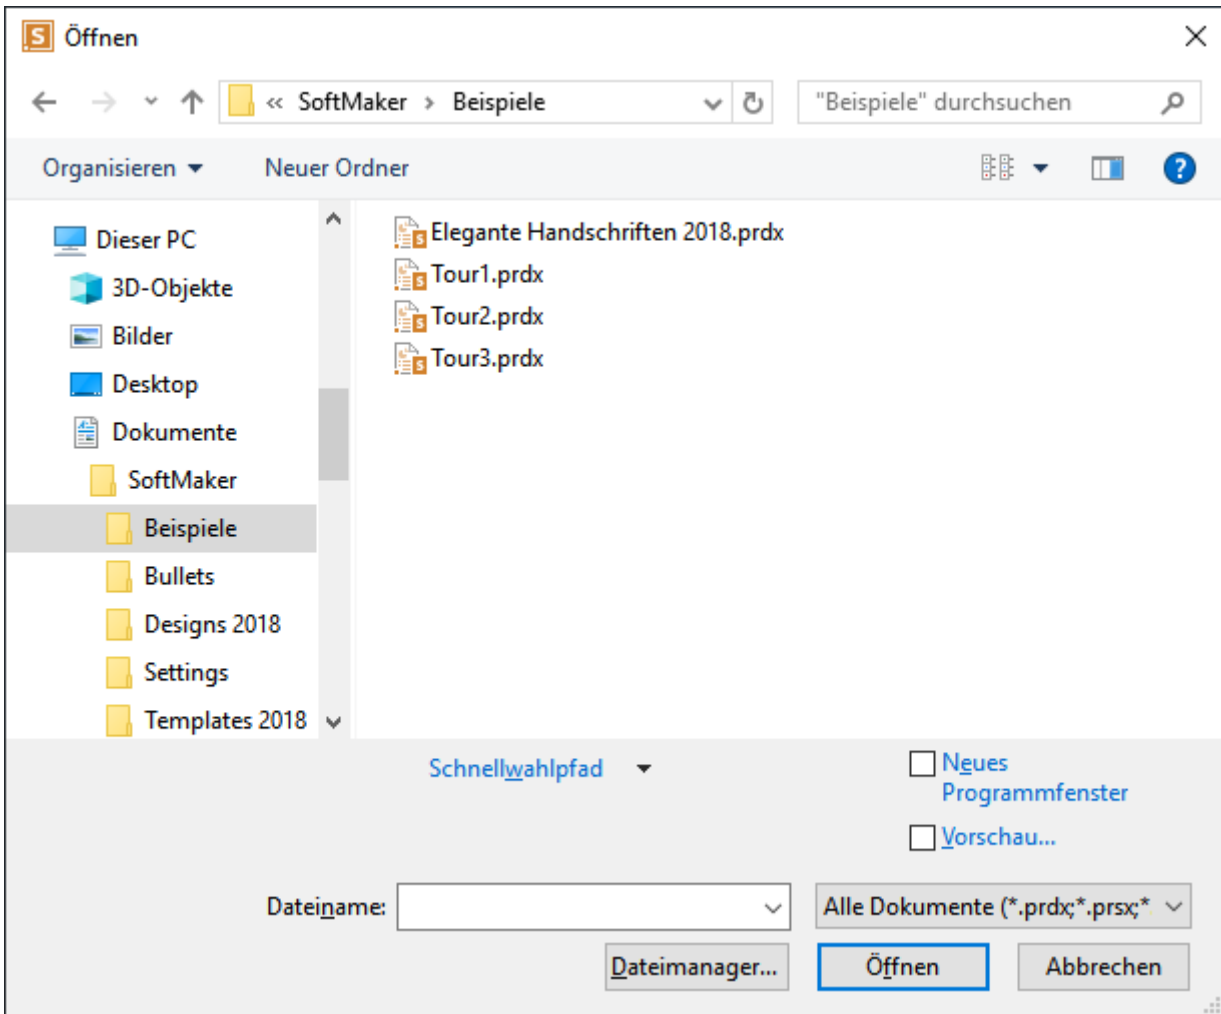 Öffnen
« SoftMaker › Beispiele
"Beispiele" durchsuchen
Organisieren
Neuer Ordner
Dieser PC
3D-Objekte
Bilder
Desktop
Dokumente
SoftMaker
Beispiele
Bullets
Designs 2018
Settings
Templates 2018
Elegante Handschriften 2018.prdx
Tour1.prdx
Tour2.prdx
Tour3.prdx
Schnellwahlpfad
Neues
Programmfenster
Vorschau...
Dateiname:
Alle Dokumente (*.prdx;*.prsx;*
Dateimanager...
Öffnen
Abbrechen